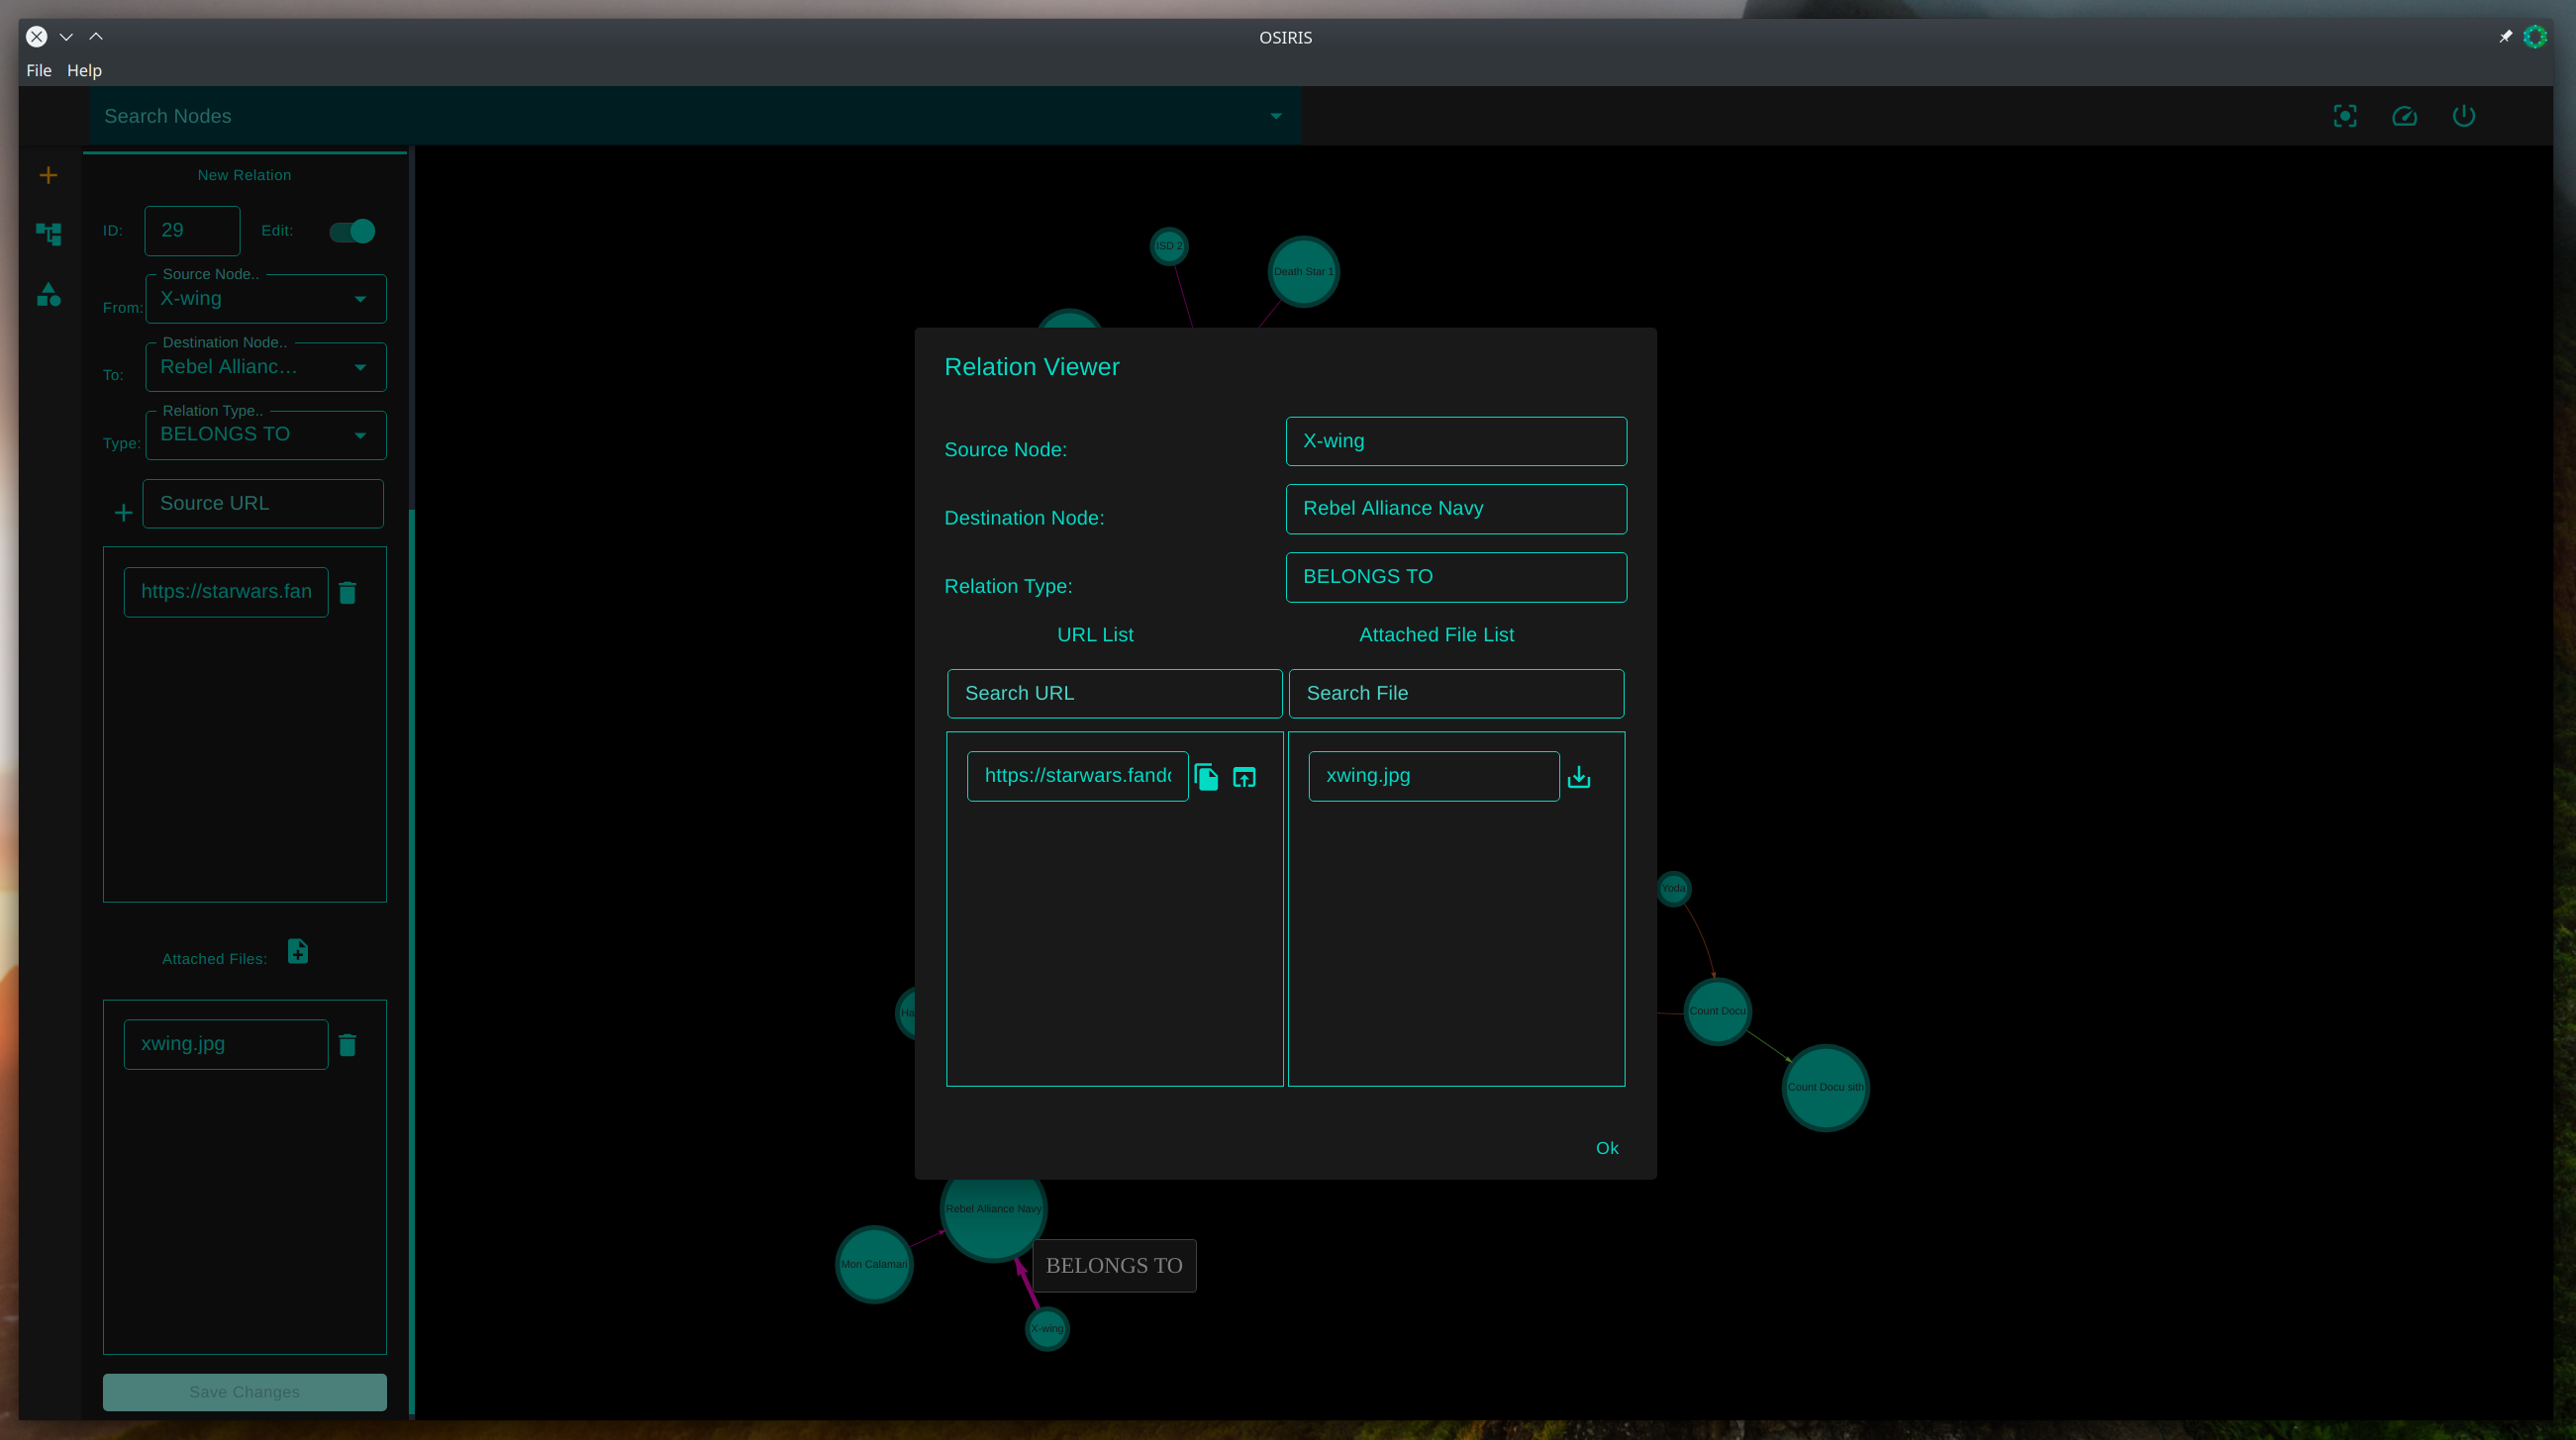 OSIRIS
File Help
Search Nodes
New Relation
ID: 29 Edit:
Source Node..
From: X-wing
Destination Node..
To: Rebel Allianc...
Relation Type..
Type: BELONGS TO
Source URL
https://starwars.fan
Attached Files:
xwing.jpg
Save Changes
ISD 2
Death Star 1
Relation Viewer
Source Node: X-wing
Destination Node: Rebel Alliance Navy
Relation Type: BELONGS TO
URL List Attached File List
Search URL Search File
https://starwars.fandc xwing.jpg
Ok
Yoda
Ha
Count Docu
Count Docu sith
Rebel Alliance Navy
Mon Calamari
BELONGS TO
X-wing